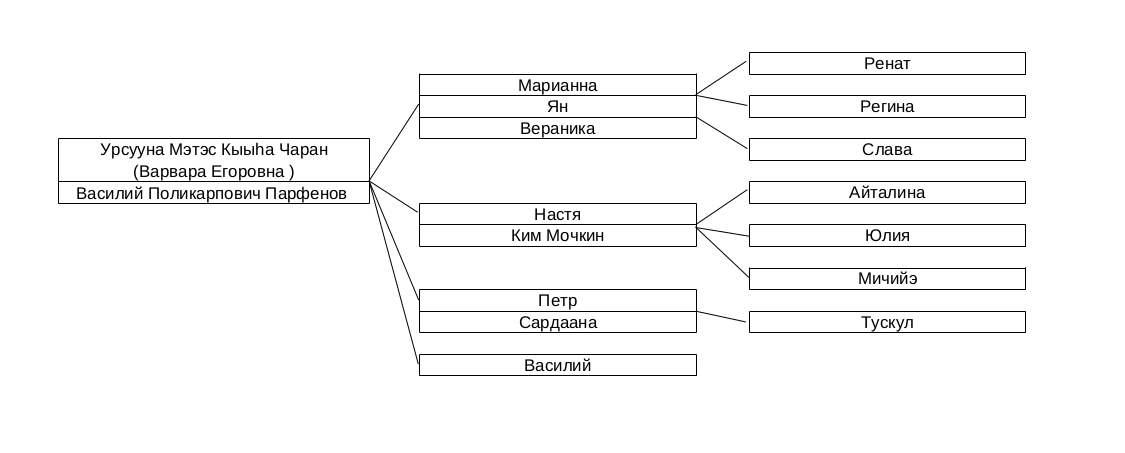 Урсууна Мэтэс Кыыһа Чаран
(Варвара Егоровна )
Василий Поликарпович Парфенов
Марианна
Ян
Вераника
Настя
Ким Мочкин
Петр
Сардаана
Василий
Ренат
Регина
Слава
Айталина
Юлия
Мичийэ
Тускул